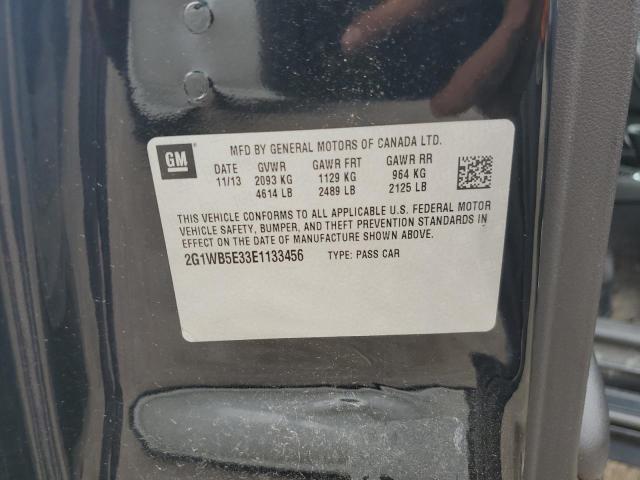 GM
MFD BY GENERAL MOTORS OF CANADA LTD.
DATE GVWR GAWR FRT GAWR RR
11/13 2093 KG 1129 KG 964 KG
4614 LB 2489 LB 2125 LB
THIS VEHICLE CONFORMS TO ALL APPLICABLE U.S. FEDERAL MOTOR
VEHICLE SAFETY, BUMPER, AND THEFT PREVENTION STANDARDS IN
EFFECT ON THE DATE OF MANUFACTURE SHOWN ABOVE.
2G1WB5E33E1133456 TYPE: PASS CAR